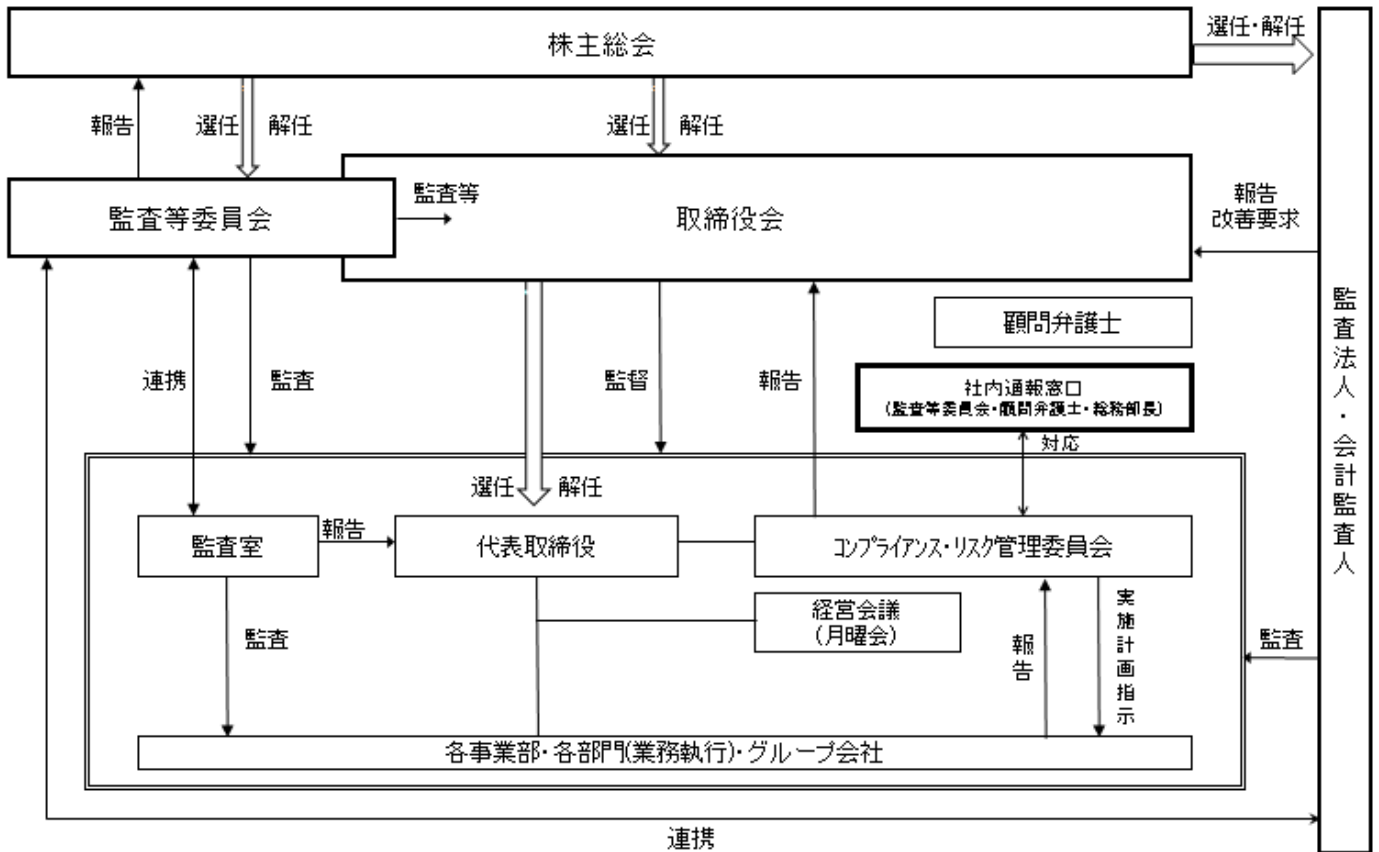 株主総会
選任・解任
報告
選任
解任
選任
解任
監査等委員会
監査等
取締役会
報告
改善要求
顧問弁護士
社内通報窓口
(監査等委員会・顧問弁護士・総務部長)
対応
連携
監査
監督
報告
監査法人・会計監査人
選任
解任
監査室
報告
代表取締役
コンプライアンス・リスク管理委員会
経営会議
(月曜会)
監査
報告
実施計画指示
監査
各事業部・各部門(業務執行)・グループ会社
連携